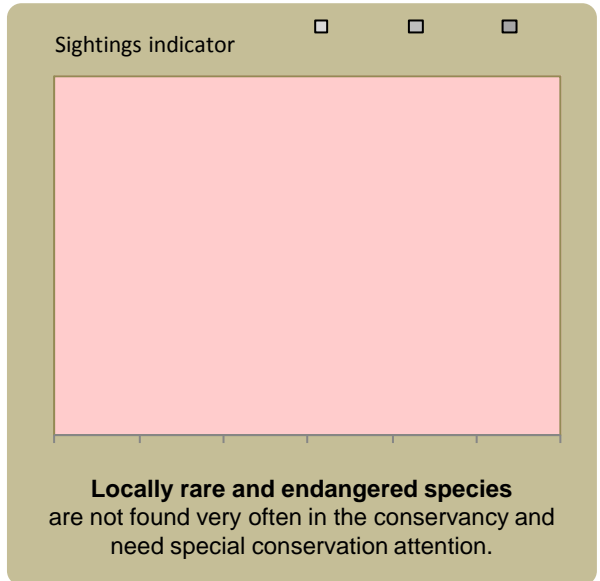 Sightings indicator
Locally rare and endangered species
are not found very often in the conservancy and
need special conservation attention.